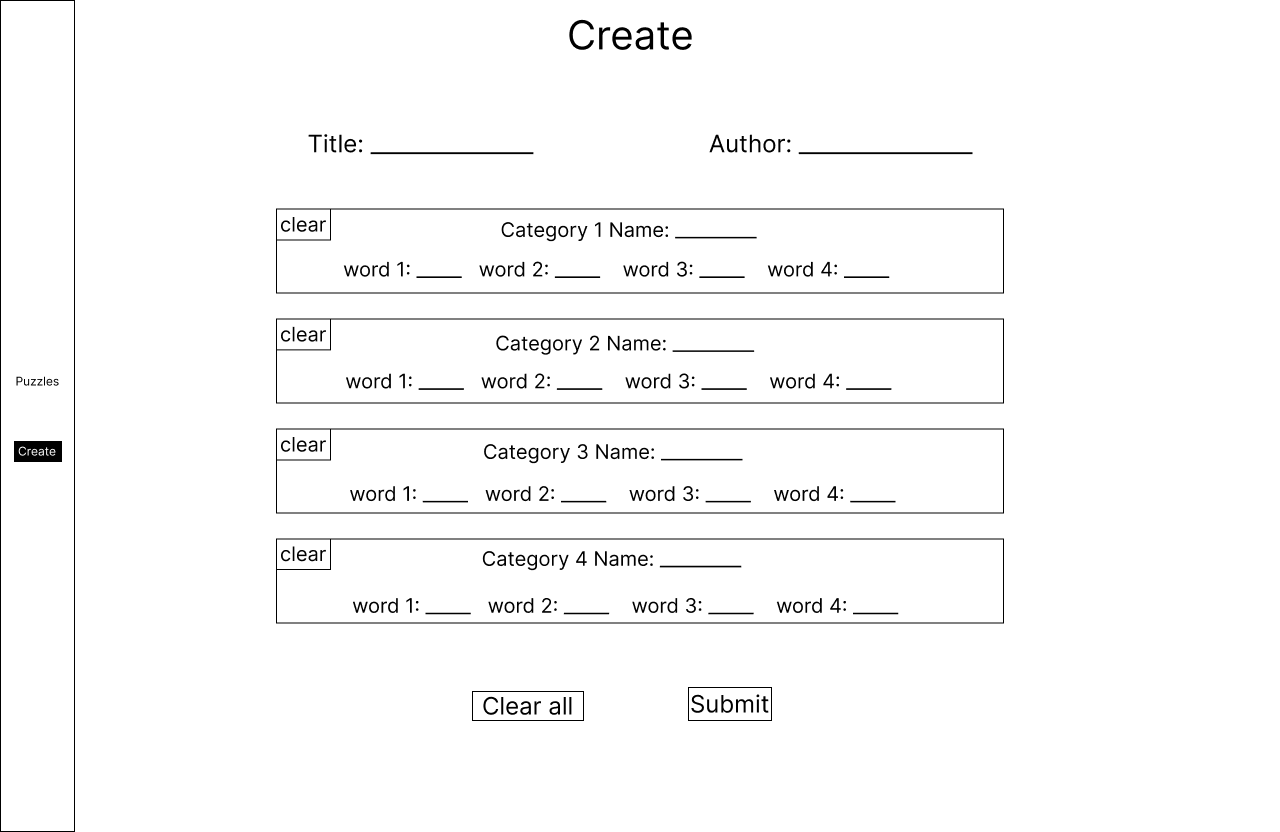 Create
Title: ____________ Author: ____________
clear
Category 1 Name: ________
word 1: ____ word 2: ____ word 3: ____ word 4: ____
clear
Category 2 Name: ________
word 1: ____ word 2: ____ word 3: ____ word 4: ____
Puzzles
clear
Category 3 Name: ________
word 1: ____ word 2: ____ word 3: ____ word 4: ____
Create
clear
Category 4 Name: ________
word 1: ____ word 2: ____ word 3: ____ word 4: ____
Clear all
Submit